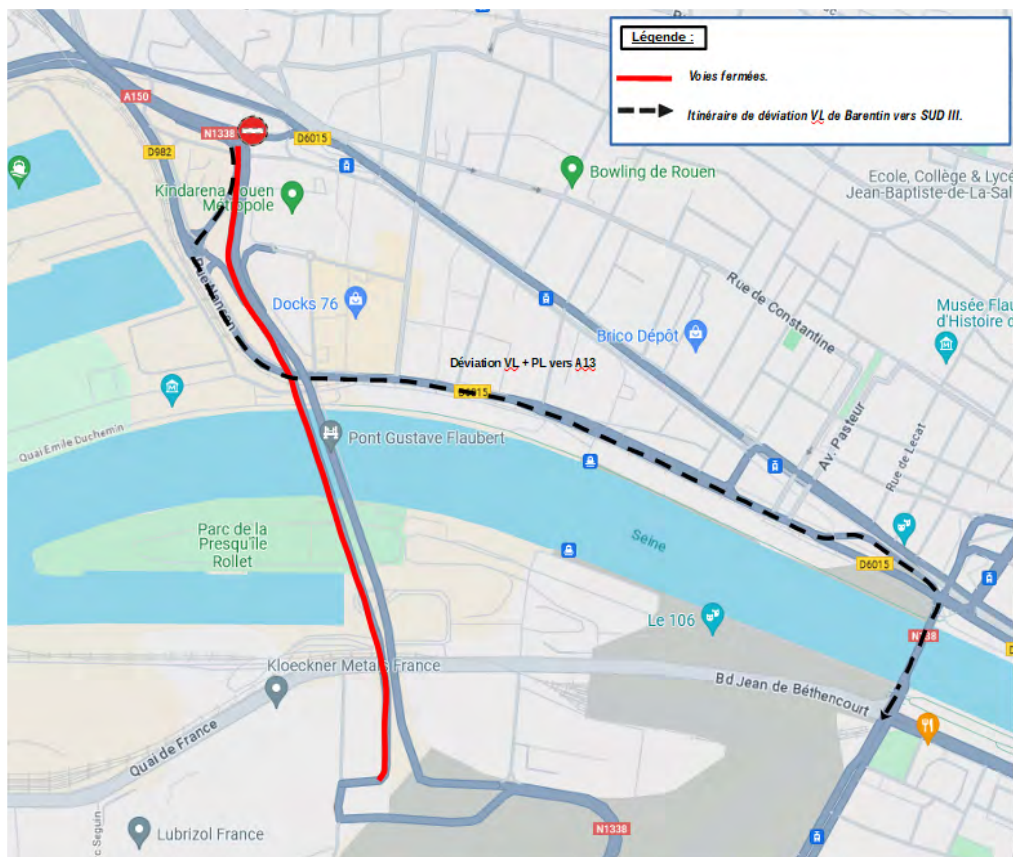 Légende :
Voies fermées.
Itinéraire de déviation VL de Barentin vers SUD III.
A150
N1338
D6015
D982
Kindarena Rouen
Métropole
Bowling de Rouen
Ecole, Collège & Lycé
Jean-Baptiste-de-La-Sal
Rue Nansen
Docks 76
Rue de Constantine
Musée Flau
d'Histoire d
Brico Dépôt
Déviation VL + PL vers A13
D6015
Quai Emile Duchemin
Pont Gustave Flaubert
Av. Pasteur
Rue de Lecat
Parc de la
Presqu'île
Rollet
Seine
D6015
Le 106
N138
D
Kloeckner Metals France
Bd Jean de Béthencourt
Quai de France
N1338
Lubrizol France
c Seguin